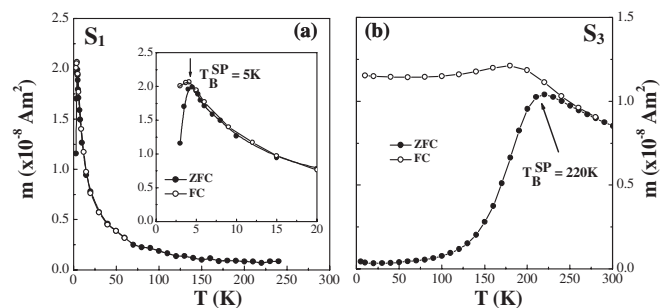 S1
(a)
T_B^SP = 5K
2.0
1.5
1.0
0.5
0.0
0 5 10 15 20
ZFC
FC
2.5
2.0
1.5
1.0
0.5
0.0
m (x10^-8 Am^2)
0 50 100 150 200 250 300
T (K)
(b)
S3
ZFC
FC
T_B^SP = 220K
1.5
1.0
0.5
0.0
m (x10^-8 Am^2)
0 50 100 150 200 250 300
T (K)